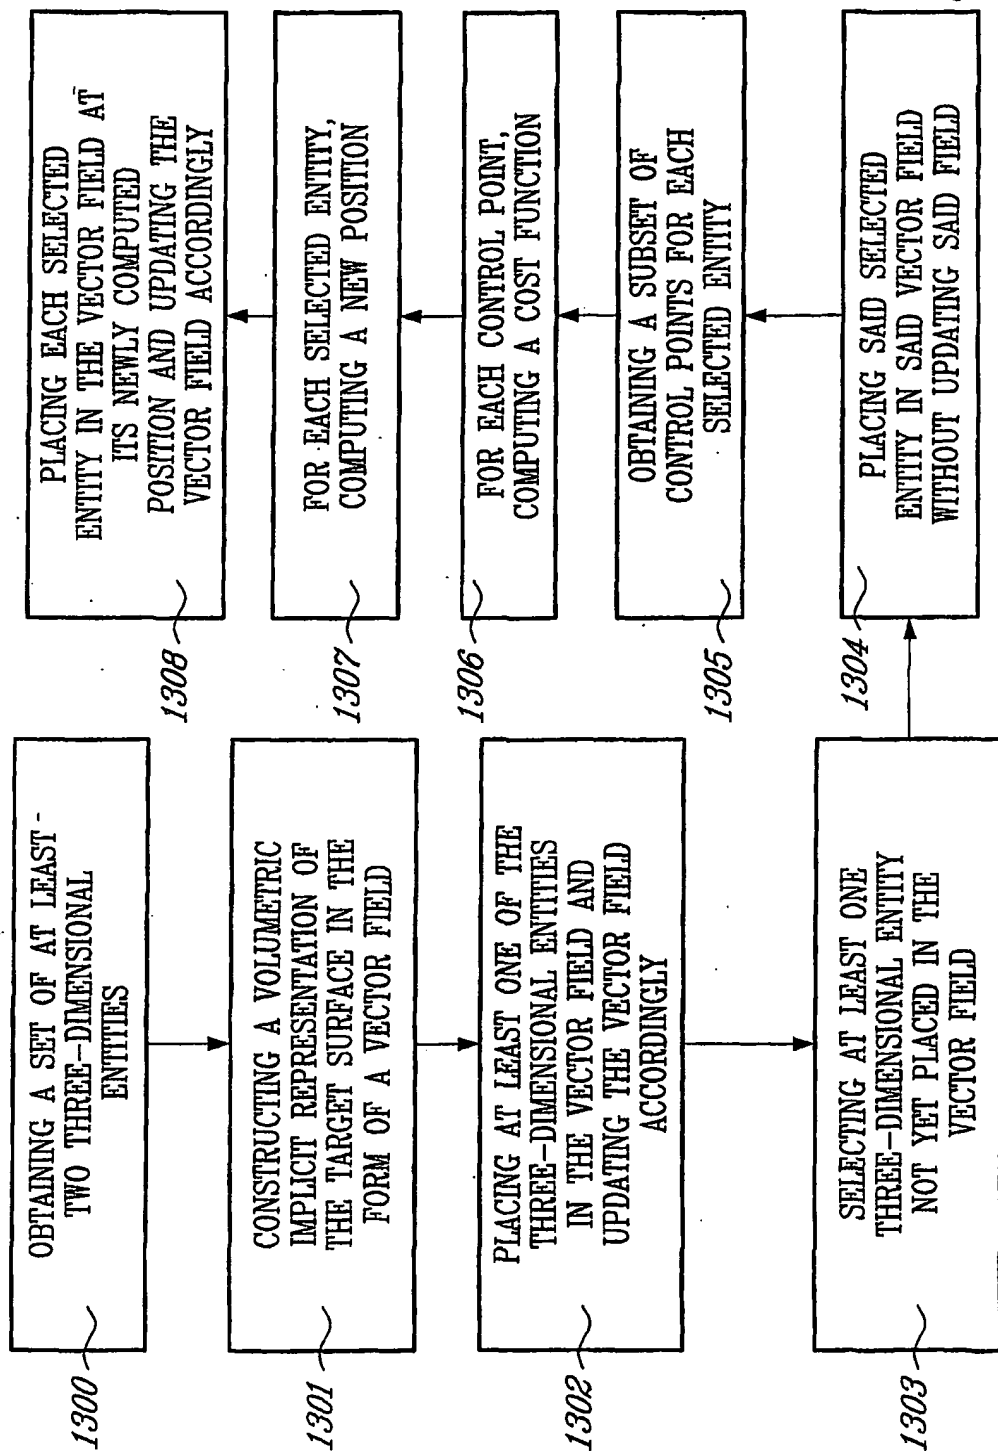 1300
OBTAINING A SET OF AT LEAST-
TWO THREE-DIMENSIONAL
ENTITIES
1301
CONSTRUCTING A VOLUMETRIC
IMPLICIT REPRESENTATION OF
THE TARGET SURFACE IN THE
FORM OF A VECTOR FIELD
1302
PLACING AT LEAST ONE OF THE
THREE-DIMENSIONAL ENTITIES
IN THE VECTOR FIELD AND
UPDATING THE VECTOR FIELD
ACCORDINGLY
1303
SELECTING AT LEAST ONE
THREE-DIMENSIONAL ENTITY
NOT YET PLACED IN THE
VECTOR FIELD
1304
PLACING SAID SELECTED
ENTITY IN SAID VECTOR FIELD
WITHOUT UPDATING SAID FIELD
1305
OBTAINING A SUBSET OF
CONTROL POINTS FOR EACH
SELECTED ENTITY
1306
FOR EACH CONTROL POINT,
COMPUTING A COST FUNCTION
1307
FOR EACH SELECTED ENTITY,
COMPUTING A NEW POSITION
1308
PLACING EACH SELECTED
ENTITY IN THE VECTOR FIELD AT
ITS NEWLY COMPUTED
POSITION AND UPDATING THE
VECTOR FIELD ACCORDINGLY